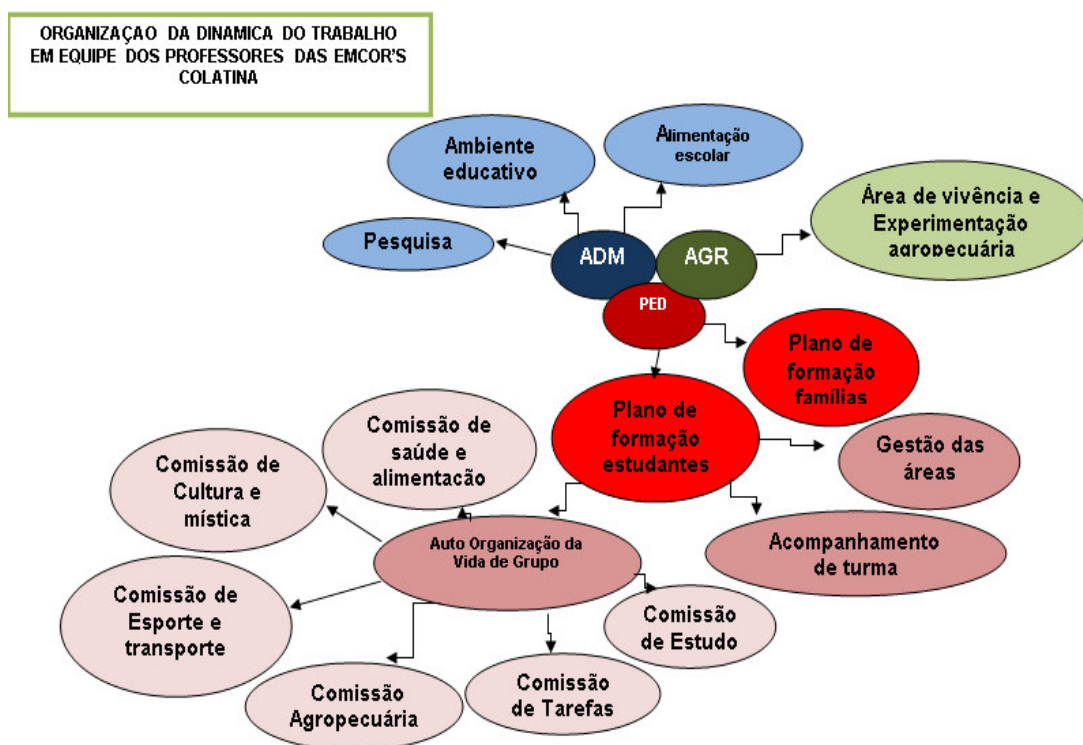 ORGANIZAÇAO DA DINAMICA DO TRABALHO
EM EQUIPE DOS PROFESSORES DAS EMCOR'S
COLATINA
Ambiente
educativo
Alimentação
escolar
Pesquisa
ADM
AGR
Área de vivência e
Experimentação
agropecuária
PED
Plano de
formação
famílias
Plano de
formação
estudantes
Comissão de
saúde e
alimentacão
Gestão das
áreas
Comissão de
Cultura e
mística
Auto Organização da
Vida de Grupo
Acompanhamento
de turma
Comissão de
Esporte e
transporte
Comissão
de Estudo
Comissão
Agropecuária
Comissão
de Tarefas